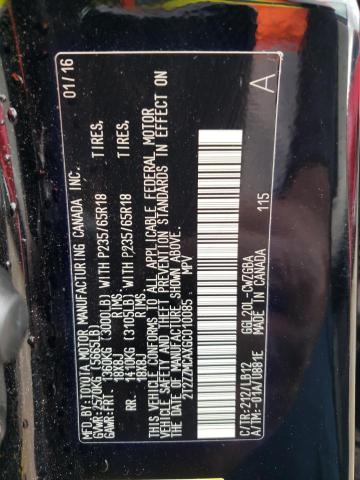 MFD.BY: TOYOTA MOTOR MANUFACTURING CANADA INC. 01/16
GVWR: 2570KG (5665LB)
GAWR: FRT. 1360KG (3000LB) WITH P235/65R18 TIRES,
18X8J RIMS
RR. 1410KG (3105LB) WITH P235/65R18 TIRES,
18X8J RIMS
THIS VEHICLE CONFORMS TO ALL APPLICABLE FEDERAL MOTOR
VEHICLE SAFETY AND THEFT PREVENTION STANDARDS IN EFFECT ON
THE DATE OF MANUFACTURE SHOWN ABOVE.
2T2ZZMCAXGC010085 MPV
A
C/TR:212/LB12 GGL20L-CWZGBA
A/TM:-01A/U881E MADE IN CANADA 115